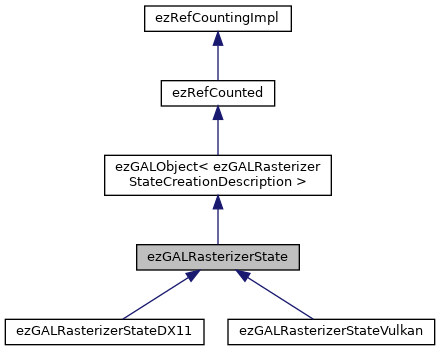 ezRefCountingImpl
ezRefCounted
ezGALObject< ezGALRasterizer
StateCreationDescription >
ezGALRasterizerState
ezGALRasterizerStateDX11
ezGALRasterizerStateVulkan